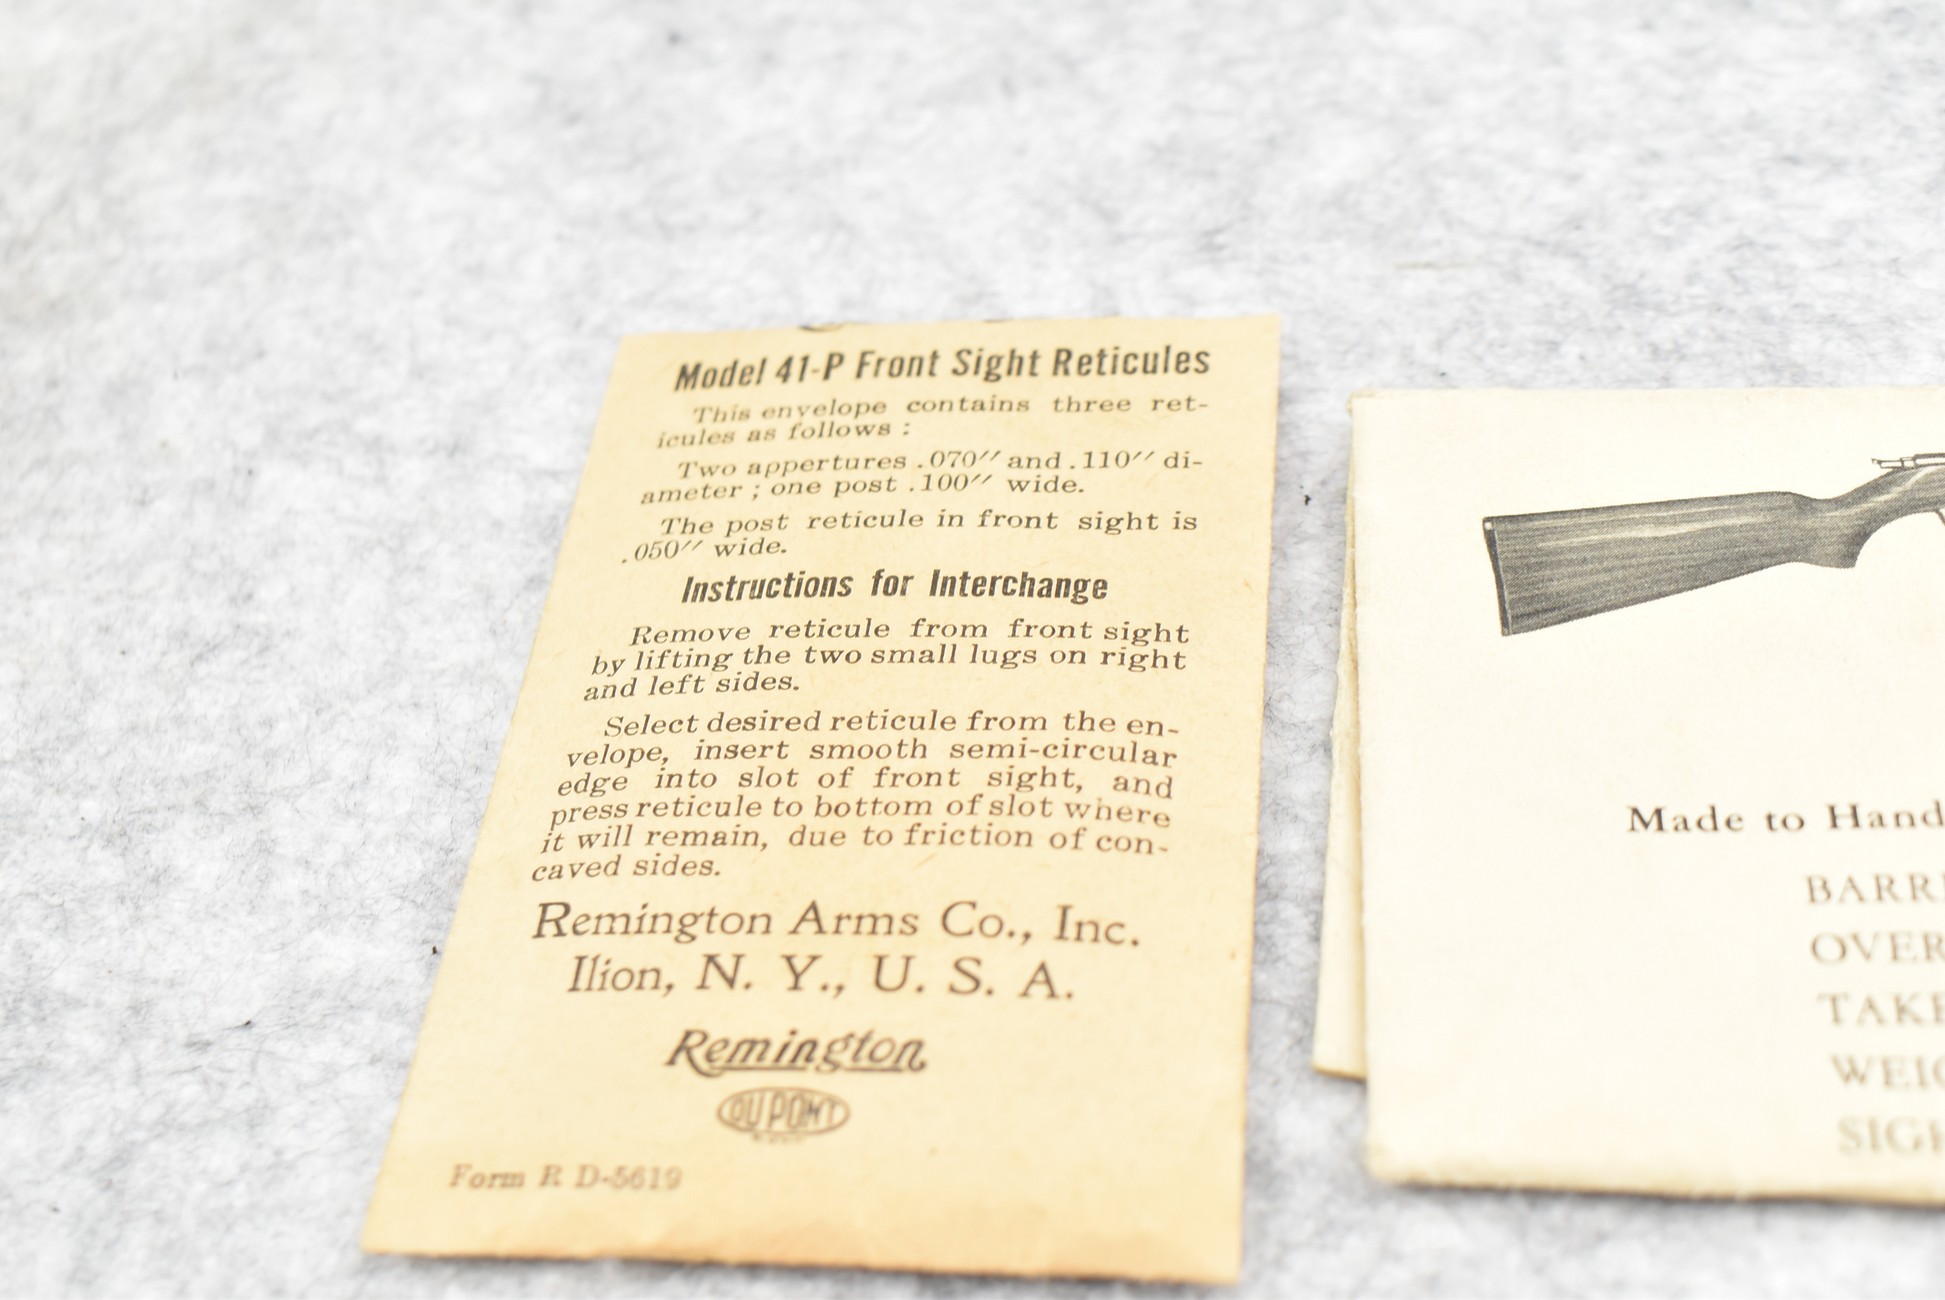 Model 41-P Front Sight Reticules
This envelope contains three ret-
icules as follows :
Two appertures .070″ and .110″ di-
ameter ; one post .100″ wide.
The post reticule in front sight is
.050″ wide.
Instructions for Interchange
Remove reticule from front sight
by lifting the two small lugs on right
and left sides.
Select desired reticule from the en-
velope, insert smooth semi-circular
edge into slot of front sight, and
press reticule to bottom of slot where
it will remain, due to friction of con-
caved sides.
Remington Arms Co., Inc.
Ilion, N. Y., U. S. A.
Remington
DU PONT
Form R D-5619
Made to Hand
BARR
OVER
TAKE
WEIG
SIGH